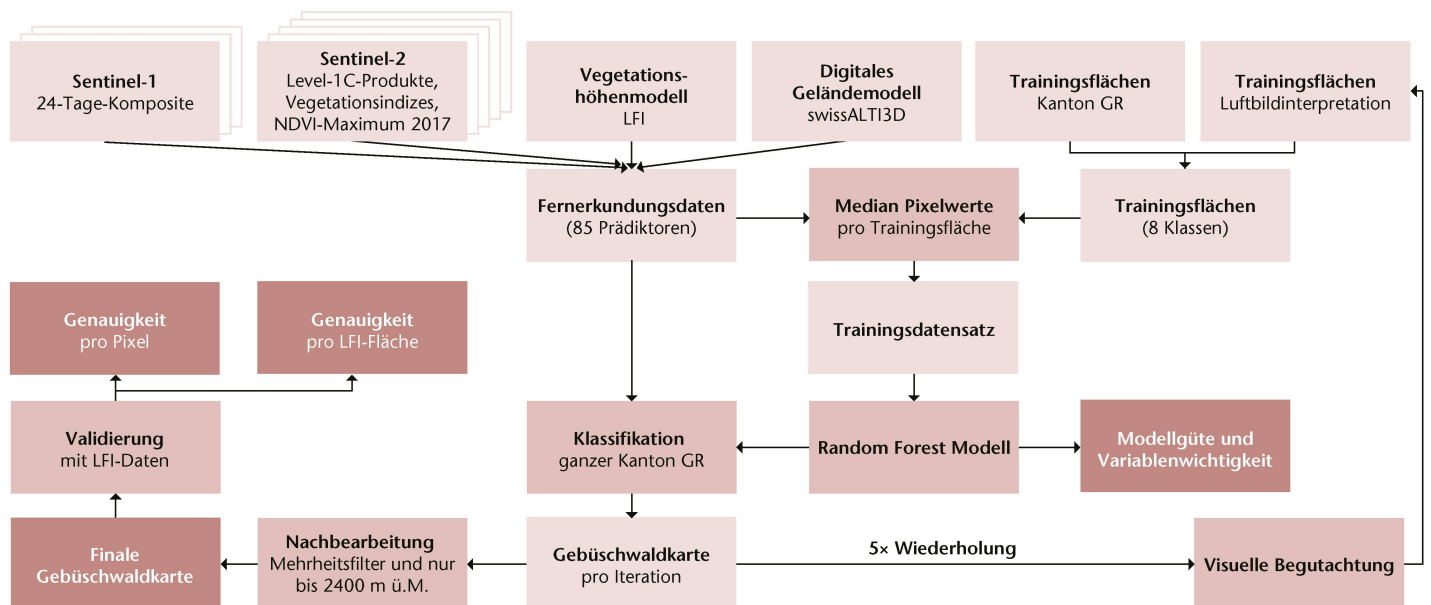 Sentinel-1
24-Tage-Komposite
Sentinel-2
Level-1C-Produkte,
Vegetationsindizes,
NDVI-Maximum 2017
Vegetations-
höhenmodell
LFI
Digitales
Geländemodell
swissALTI3D
Trainingsflächen
Kanton GR
Trainingsflächen
Luftbildinterpretation
Fernerkundungsdaten
(85 Prädiktoren)
Median Pixelwerte
pro Trainingsfläche
Trainingsflächen
(8 Klassen)
Genauigkeit
pro Pixel
Genauigkeit
pro LFI-Fläche
Trainingsdatensatz
Validierung
mit LFI-Daten
Klassifikation
ganzer Kanton GR
Random Forest Modell
Modellgüte und
Variablenwichtigkeit
Finale
Gebüschwaldkarte
Nachbearbeitung
Mehrheitsfilter und nur
bis 2400 m ü.M.
Gebüschwaldkarte
pro Iteration
5× Wiederholung
Visuelle Begutachtung